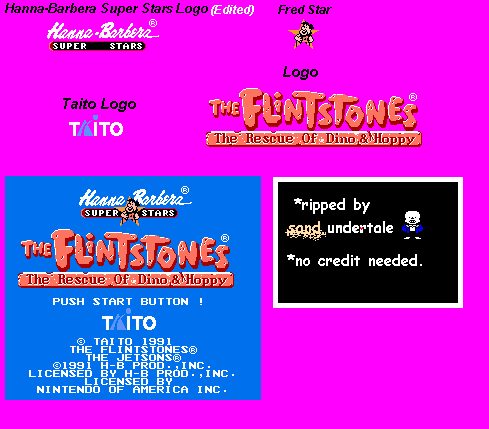 Hanna-Barbera Super Stars Logo (Edited)
Fred Star
Hanna-Barbera®
SUPER STARS
Logo
Taito Logo
TAITO
THE FLINTSTONES®
The Rescue Of Dino & Hoppy
Hanna-Barbera®
SUPER STARS
THE FLINTSTONES®
The Rescue Of Dino & Hoppy
PUSH START BUTTON !
TAITO
© TAITO 1991
THE FLINTSTONES®
THE JETSONS®
©1991 H-B PROD.,INC.
LICENSED BY H-B PROD.,INC.
LICENSED BY
NINTENDO OF AMERICA INC.
*ripped by
sand undertale
*no credit needed.